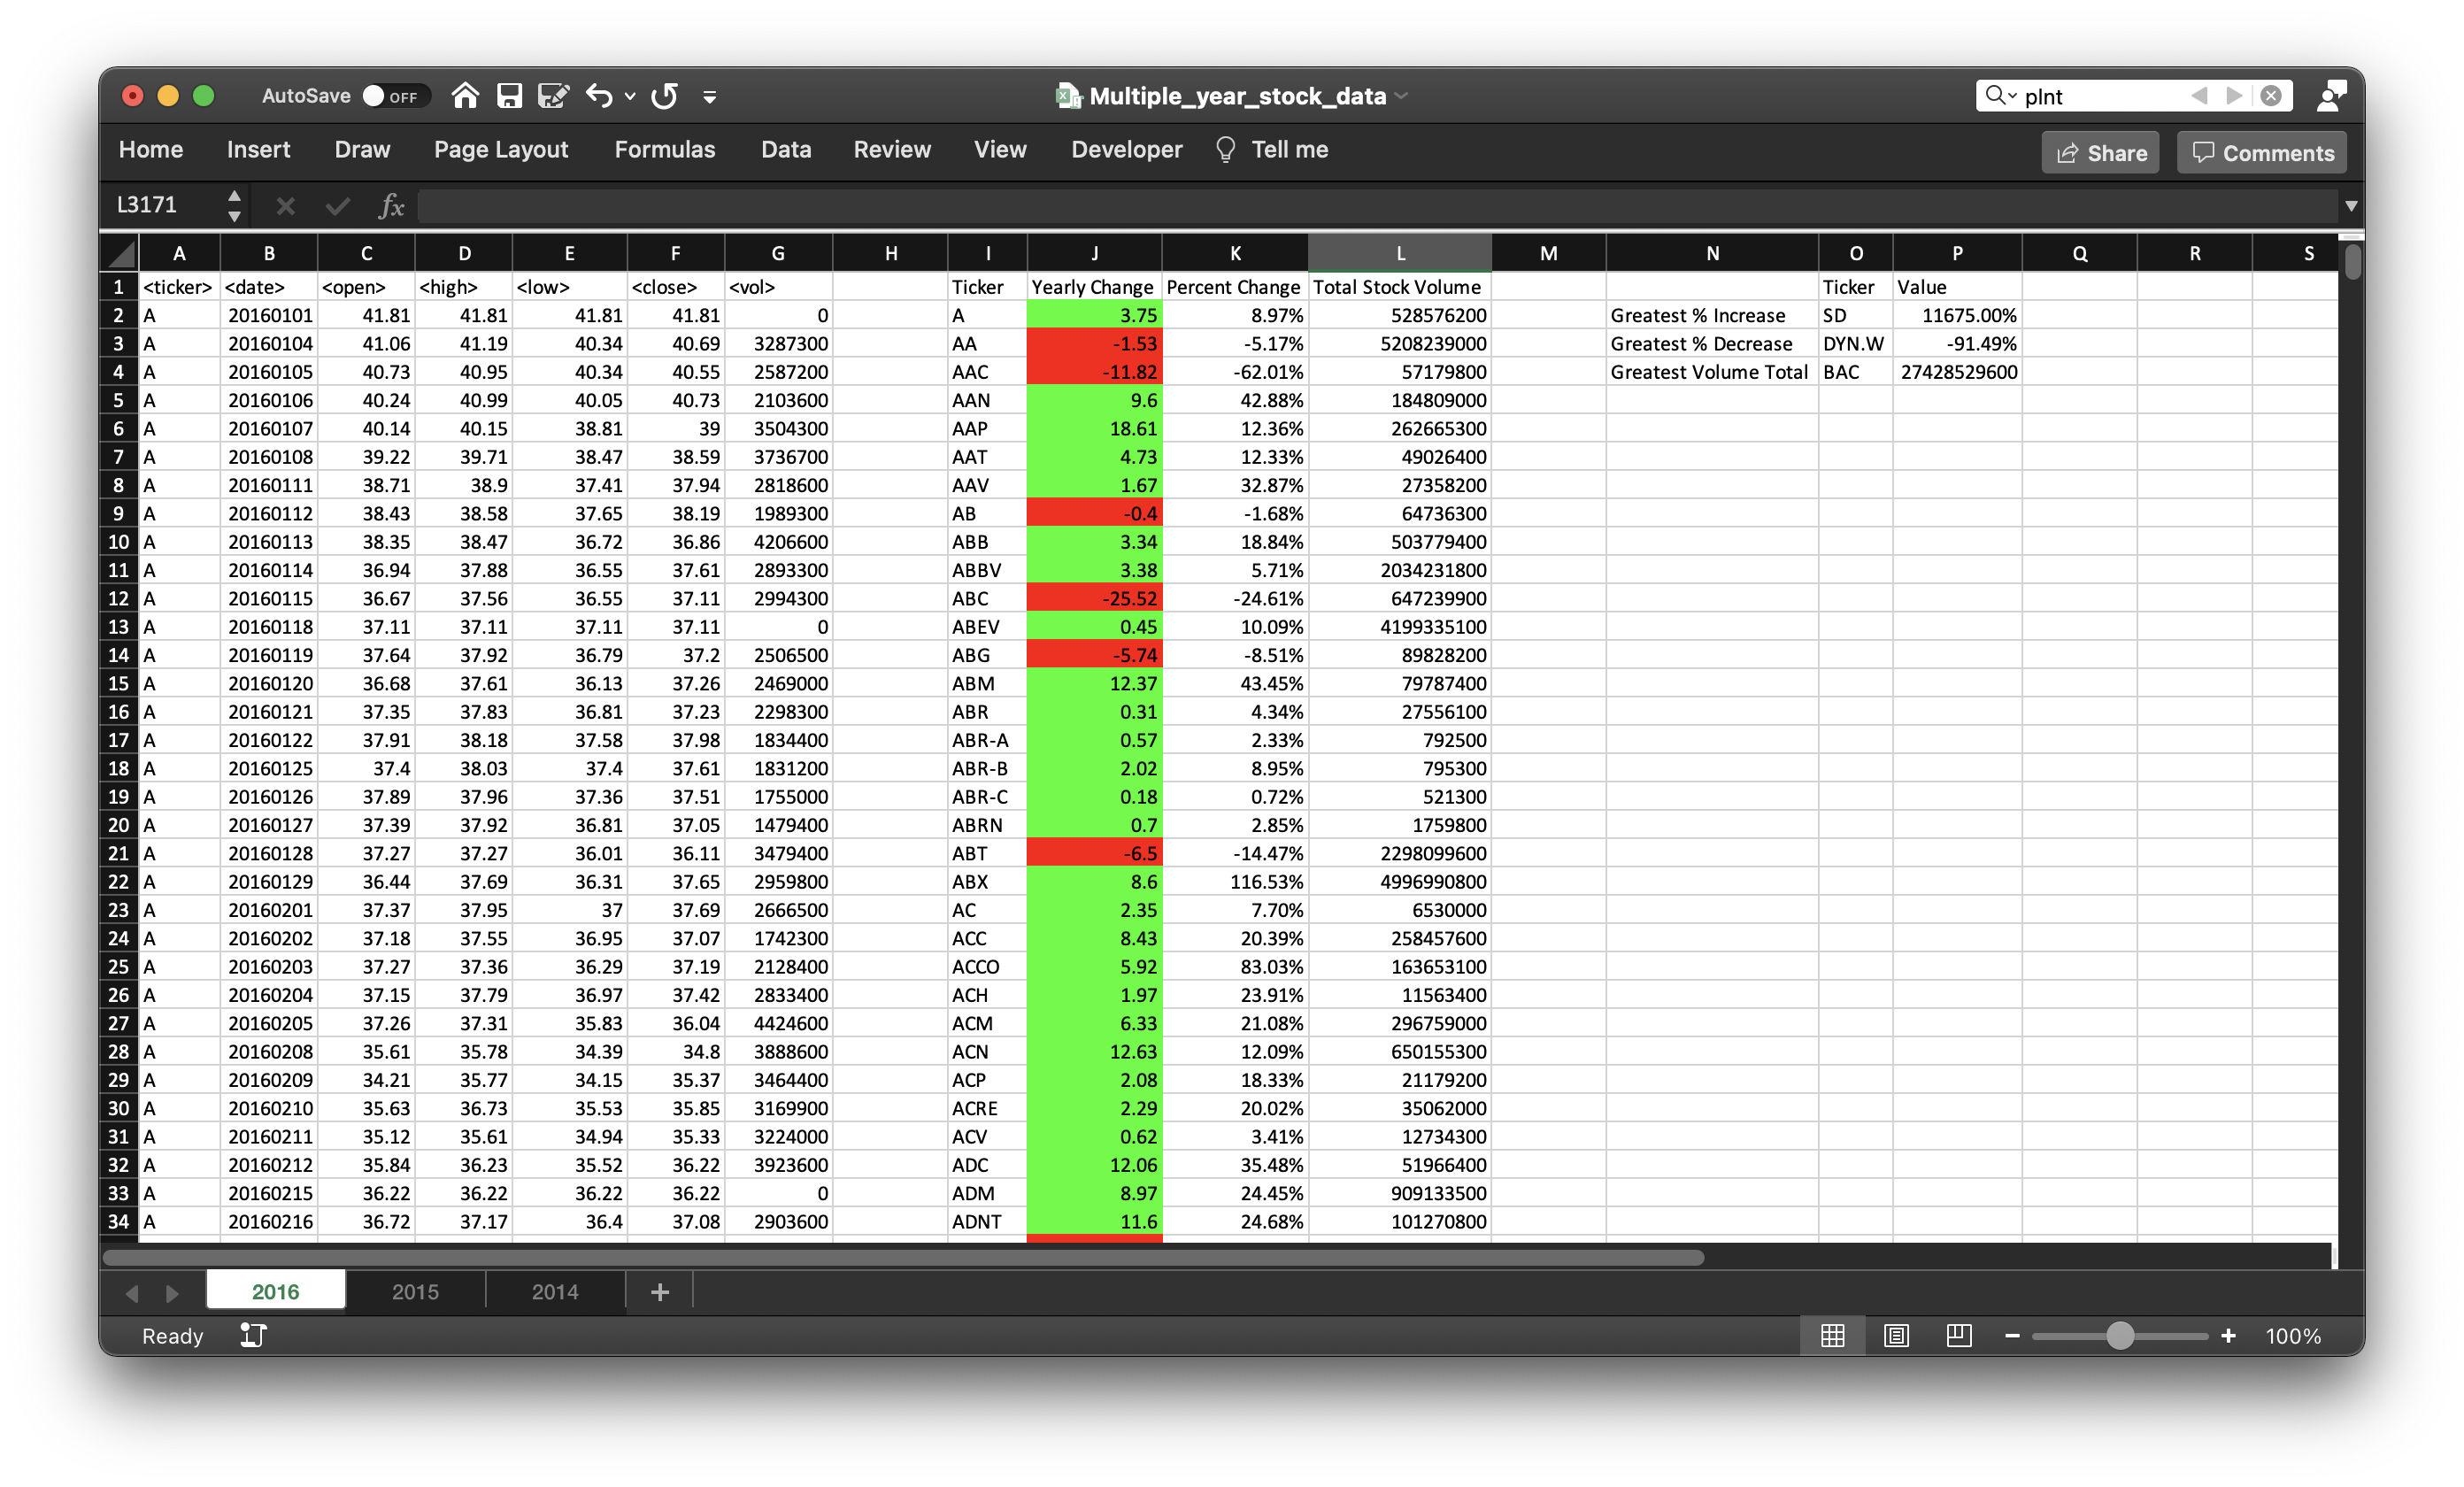 AutoSave OFF Multiple_year_stock_data plnt
Home Insert Draw Page Layout Formulas Data Review View Developer Tell me Share Comments
L3171 fx
A B C D E F G H I J K L M N O P Q R S
1 <ticker> <date> <open> <high> <low> <close> <vol> Ticker Yearly Change Percent Change Total Stock Volume Ticker Value
2 A 20160101 41.81 41.81 41.81 41.81 0 A 3.75 8.97% 528576200 Greatest % Increase SD 11675.00%
3 A 20160104 41.06 41.19 40.34 40.69 3287300 AA -1.53 -5.17% 5208239000 Greatest % Decrease DYN.W -91.49%
4 A 20160105 40.73 40.95 40.34 40.55 2587200 AAC -11.82 -62.01% 57179800 Greatest Volume Total BAC 27428529600
5 A 20160106 40.24 40.99 40.05 40.73 2103600 AAN 9.6 42.88% 184809000
6 A 20160107 40.14 40.15 38.81 39 3504300 AAP 18.61 12.36% 262665300
7 A 20160108 39.22 39.71 38.47 38.59 3736700 AAT 4.73 12.33% 49026400
8 A 20160111 38.71 38.9 37.41 37.94 2818600 AAV 1.67 32.87% 27358200
9 A 20160112 38.43 38.58 37.65 38.19 1989300 AB -0.4 -1.68% 64736300
10 A 20160113 38.35 38.47 36.72 36.86 4206600 ABB 3.34 18.84% 503779400
11 A 20160114 36.94 37.88 36.55 37.61 2893300 ABBV 3.38 5.71% 2034231800
12 A 20160115 36.67 37.56 36.55 37.11 2994300 ABC -25.52 -24.61% 647239900
13 A 20160118 37.11 37.11 37.11 37.11 0 ABEV 0.45 10.09% 4199335100
14 A 20160119 37.64 37.92 36.79 37.2 2506500 ABG -5.74 -8.51% 89828200
15 A 20160120 36.68 37.61 36.13 37.26 2469000 ABM 12.37 43.45% 79787400
16 A 20160121 37.35 37.83 36.81 37.23 2298300 ABR 0.31 4.34% 27556100
17 A 20160122 37.91 38.18 37.58 37.98 1834400 ABR-A 0.57 2.33% 792500
18 A 20160125 37.4 38.03 37.4 37.61 1831200 ABR-B 2.02 8.95% 795300
19 A 20160126 37.89 37.96 37.36 37.51 1755000 ABR-C 0.18 0.72% 521300
20 A 20160127 37.39 37.92 36.81 37.05 1479400 ABRN 0.7 2.85% 1759800
21 A 20160128 37.27 37.27 36.01 36.11 3479400 ABT -6.5 -14.47% 2298099600
22 A 20160129 36.44 37.69 36.31 37.65 2959800 ABX 8.6 116.53% 4996990800
23 A 20160201 37.37 37.95 37 37.69 2666500 AC 2.35 7.70% 6530000
24 A 20160202 37.18 37.55 36.95 37.07 1742300 ACC 8.43 20.39% 258457600
25 A 20160203 37.27 37.36 36.29 37.19 2128400 ACCO 5.92 83.03% 163653100
26 A 20160204 37.15 37.79 36.97 37.42 2833400 ACH 1.97 23.91% 11563400
27 A 20160205 37.26 37.31 35.83 36.04 4424600 ACM 6.33 21.08% 296759000
28 A 20160208 35.61 35.78 34.39 34.8 3888600 ACN 12.63 12.09% 650155300
29 A 20160209 34.21 35.77 34.15 35.37 3464400 ACP 2.08 18.33% 21179200
30 A 20160210 35.63 36.73 35.53 35.85 3169900 ACRE 2.29 20.02% 35062000
31 A 20160211 35.12 35.61 34.94 35.33 3224000 ACV 0.62 3.41% 12734300
32 A 20160212 35.84 36.23 35.52 36.22 3923600 ADC 12.06 35.48% 51966400
33 A 20160215 36.22 36.22 36.22 36.22 0 ADM 8.97 24.45% 909133500
34 A 20160216 36.72 37.17 36.4 37.08 2903600 ADNT 11.6 24.68% 101270800
2016 2015 2014 +
Ready 100%